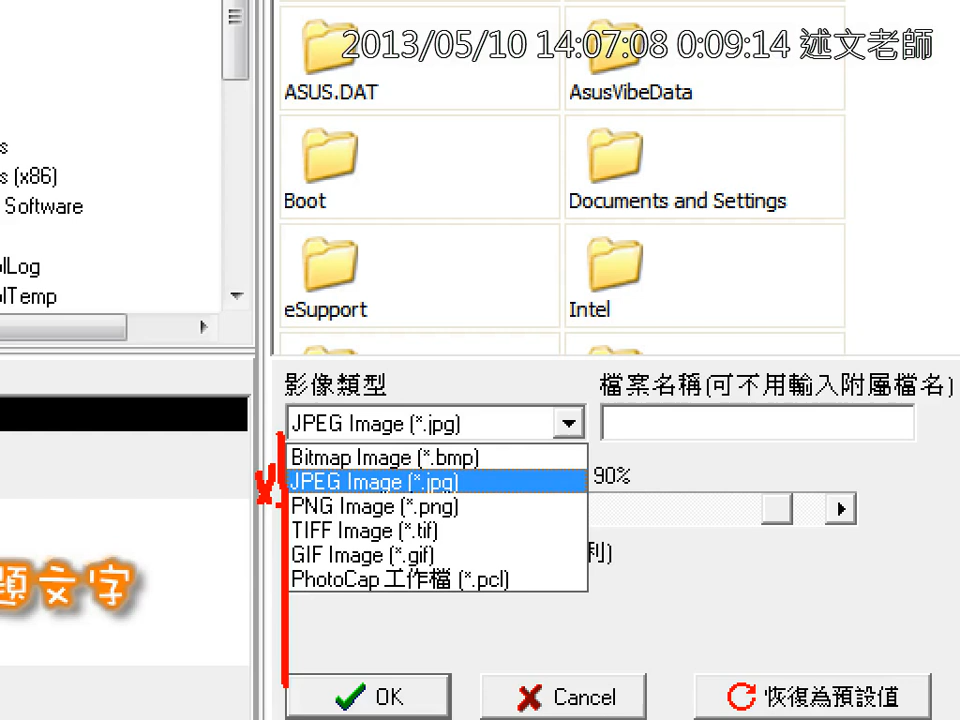 2013/05/10 14:07:08 0:09:14 述文老師
ASUS.DAT
AsusVibeData
s
s (x86)
Software
Boot
Documents and Settings
lLog
lTemp
eSupport
Intel
影像類型
檔案名稱(可不用輸入附屬檔名)
JPEG Image (*.jpg)
Bitmap Image (*.bmp)
JPEG Image (*.jpg)
90%
PNG Image (*.png)
TIFF Image (*.tif)
GIF Image (*.gif)
利)
PhotoCap 工作檔 (*.pcl)
題文字
OK
Cancel
恢復為預設值